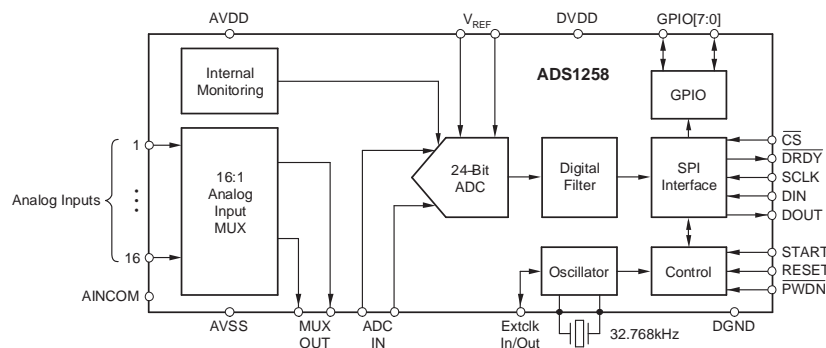 AVDD
VREF
DVDD
GPIO[7:0]
Internal
Monitoring
ADS1258
GPIO
1
16:1
Analog
Input
MUX
24-Bit
ADC
Digital
Filter
SPI
Interface
CS
DRDY
SCLK
DIN
DOUT
Analog Inputs
16
Oscillator
Control
START
RESET
PWDN
AINCOM
AVSS
MUX
OUT
ADC
IN
Extclk
In/Out
32.768kHz
DGND